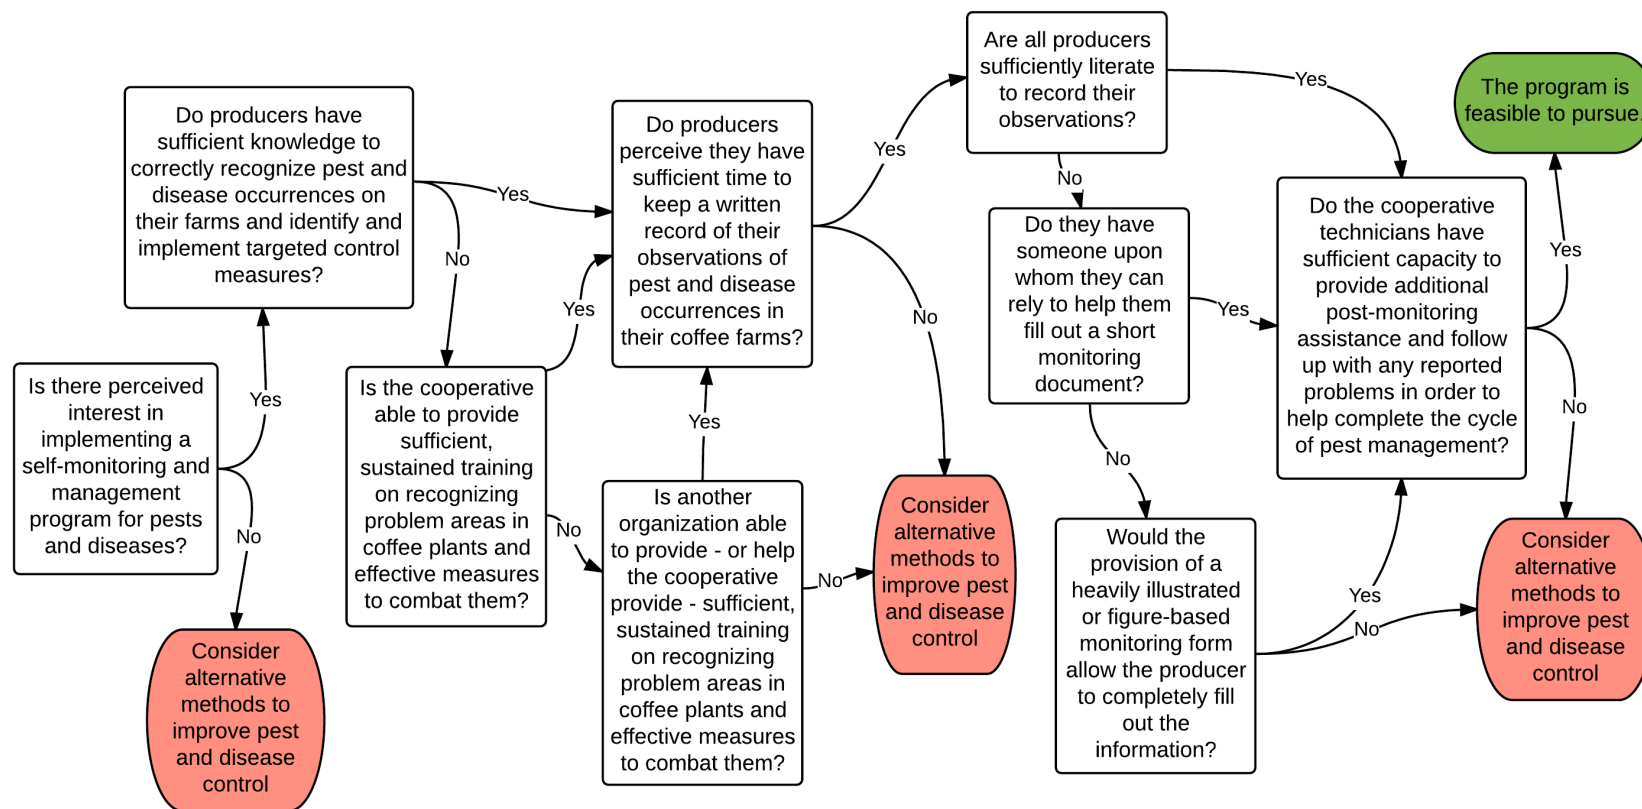 Is there perceived
interest in
implementing a
self-monitoring and
management
program for pests
and diseases?
Yes
No
Consider
alternative
methods to
improve pest
and disease
control
Do producers have
sufficient knowledge to
correctly recognize pest and
disease occurrences on
their farms and identify and
implement targeted control
measures?
Yes
No
Is the cooperative
able to provide
sufficient,
sustained training
on recognizing
problem areas in
coffee plants and
effective measures
to combat them?
Yes
No
Is another
organization able
to provide - or help
the cooperative
provide - sufficient,
sustained training
on recognizing
problem areas in
coffee plants and
effective measures
to combat them?
Yes
No
Do producers
perceive they have
sufficient time to
keep a written
record of their
observations of
pest and disease
occurrences in
their coffee farms?
Yes
No
Consider
alternative
methods to
improve pest
and disease
control
Are all producers
sufficiently literate
to record their
observations?
Yes
No
Do they have
someone upon
whom they can
rely to help them
fill out a short
monitoring
document?
Yes
No
Would the
provision of a
heavily illustrated
or figure-based
monitoring form
allow the producer
to completely fill
out the
information?
Yes
No
Do the cooperative
technicians have
sufficient capacity to
provide additional
post-monitoring
assistance and follow
up with any reported
problems in order to
help complete the cycle
of pest management?
Yes
No
The program is
feasible to pursue.
Consider
alternative
methods to
improve pest
and disease
control